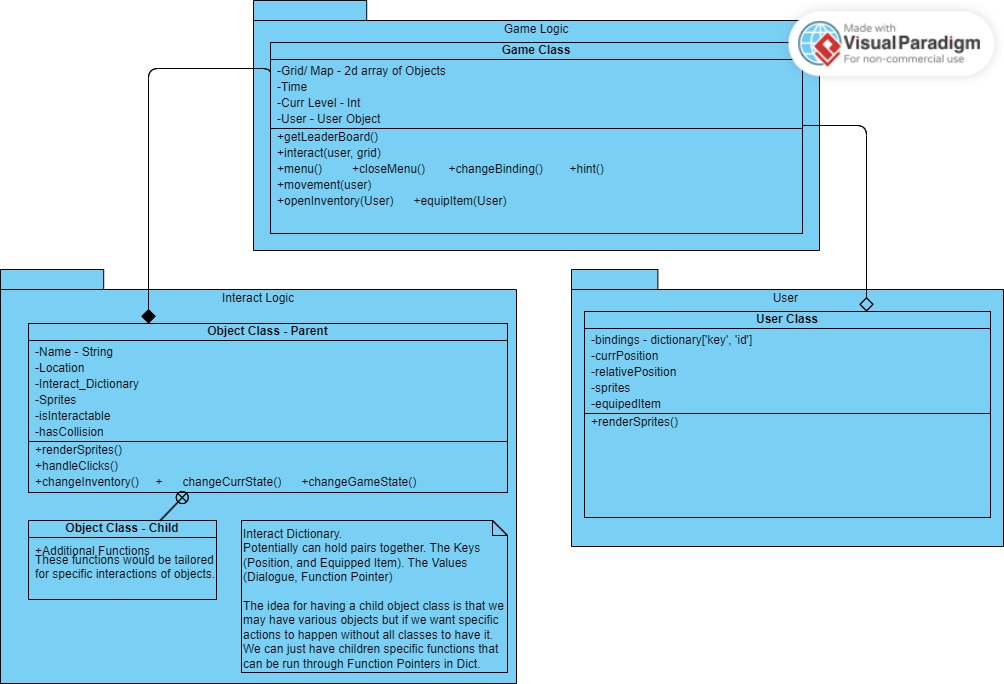 Made with
VisualParadigm
For non-commercial use
Game Logic
Game Class
-Grid/ Map - 2d array of Objects
-Time
-Curr Level - Int
-User - User Object
+getLeaderBoard()
+interact(user, grid)
+menu() +closeMenu() +changeBinding() +hint()
+movement(user)
+openInventory(User) +equipItem(User)
Interact Logic
Object Class - Parent
-Name - String
-Location
-Interact_Dictionary
-Sprites
-isInteractable
-hasCollision
+renderSprites()
+handleClicks()
+changeInventory() + changeCurrState() +changeGameState()
Object Class - Child
+Additional Functions
These functions would be tailored
for specific interactions of objects.
Interact Dictionary.
Potentially can hold pairs together. The Keys
(Position, and Equipped Item). The Values
(Dialogue, Function Pointer)
The idea for having a child object class is that we
may have various objects but if we want specific
actions to happen without all classes to have it.
We can just have children specific functions that
can be run through Function Pointers in Dict.
User
User Class
-bindings - dictionary['key', 'id']
-currPosition
-relativePosition
-sprites
-equipedItem
+renderSprites()